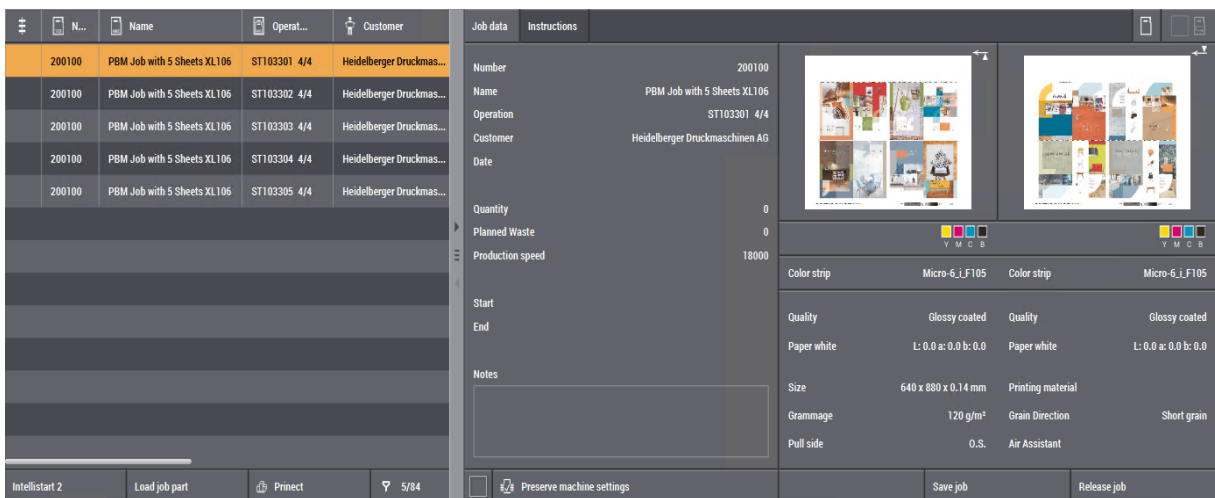 N... Name Operat... Customer
200100 PBM Job with 5 Sheets XL106 ST103301 4/4 Heidelberger Druckmas...
200100 PBM Job with 5 Sheets XL106 ST103302 4/4 Heidelberger Druckmas...
200100 PBM Job with 5 Sheets XL106 ST103303 4/4 Heidelberger Druckmas...
200100 PBM Job with 5 Sheets XL106 ST103304 4/4 Heidelberger Druckmas...
200100 PBM Job with 5 Sheets XL106 ST103305 4/4 Heidelberger Druckmas...
Intellistart 2 Load job part Prinect 5/84
Job data Instructions
Number 200100
Name PBM Job with 5 Sheets XL106
Operation ST103301 4/4
Customer Heidelberger Druckmaschinen AG
Date
Quantity 0
Planned Waste 0
Production speed 18000
Start
End
Notes
Y M C B Y M C B
Color strip Micro-6_i_F105 Color strip Micro-6_i_F105
Quality Glossy coated Quality Glossy coated
Paper white L: 0.0 a: 0.0 b: 0.0 Paper white L: 0.0 a: 0.0 b: 0.0
Size 640 x 880 x 0.14 mm Printing material
Grammage 120 g/m² Grain Direction Short grain
Pull side O.S. Air Assistant
Preserve machine settings Save job Release job